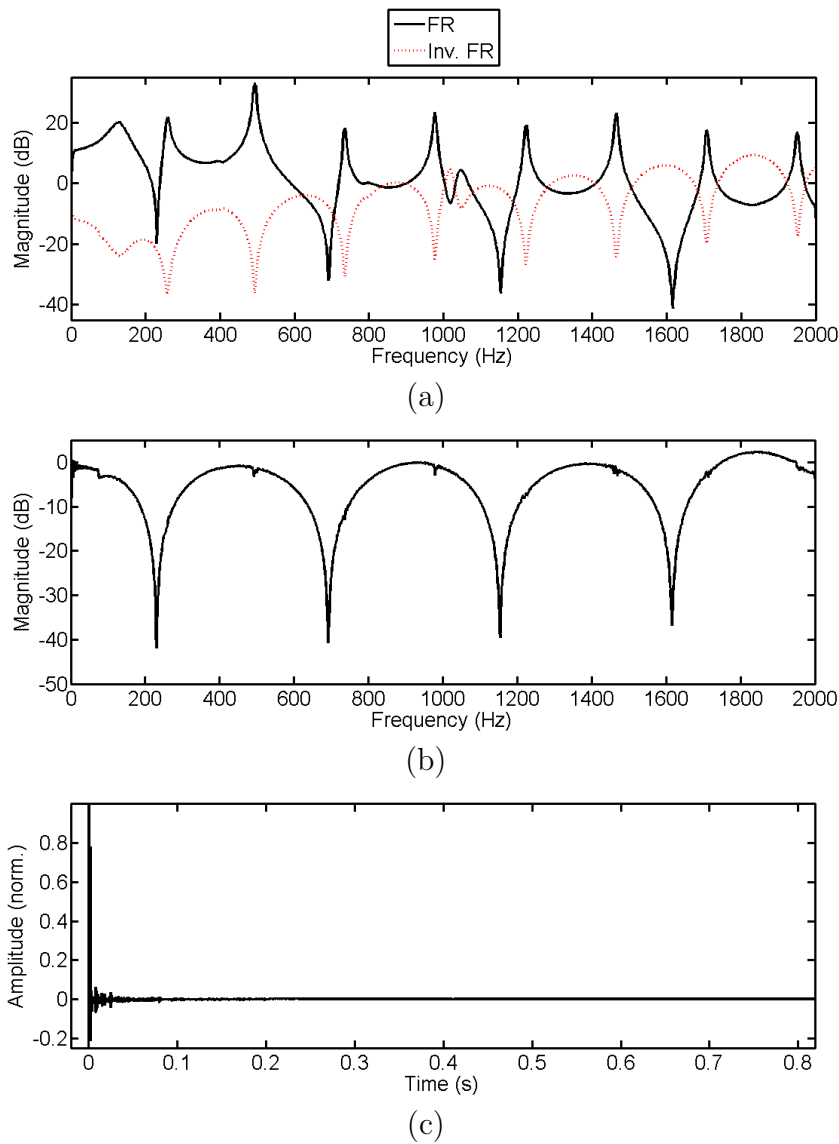 FR
Inv. FR
20
0
-20
-40
Magnitude (dB)
0 200 400 600 800 1000 1200 1400 1600 1800 2000
Frequency (Hz)
(a)
0
-10
-20
-30
-40
-50
Magnitude (dB)
0 200 400 600 800 1000 1200 1400 1600 1800 2000
Frequency (Hz)
(b)
0.8
0.6
0.4
0.2
0
-0.2
Amplitude (norm.)
0 0.1 0.2 0.3 0.4 0.5 0.6 0.7 0.8
Time (s)
(c)